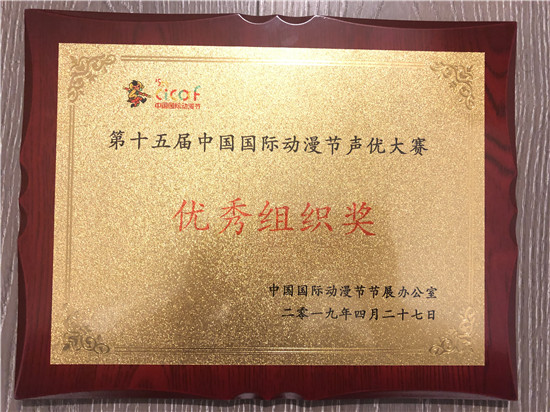 15th
cicaf
中国国际动漫节
第十五届中国国际动漫节声优大赛
优秀组织奖
中国国际动漫节节展办公室
二零一九年四月二十七日